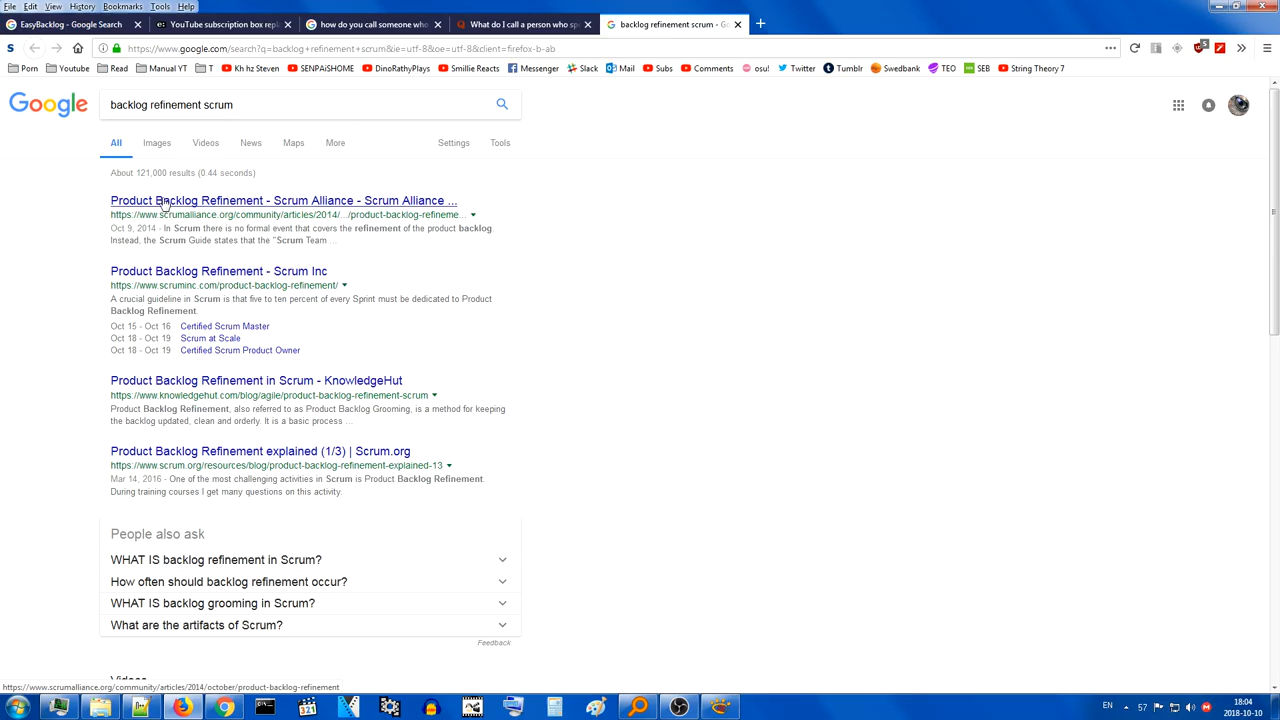 File Edit View History Bookmarks Tools Help
EasyBacklog - Google Search
YouTube subscription box repl
how do you call someone who
What do I call a person who sp
backlog refinement scrum - Go
https://www.google.com/search?q=backlog+refinement+scrum&ie=utf-8&oe=utf-8&client=firefox-b-ab
Porn Youtube Read Manual YT T Kh hz Steven SENPAiSHOME DinoRathyPlays Smillie Reacts Messenger Slack Mail Subs Comments osu! Twitter Tumblr Swedbank TEO SEB String Theory 7
Google
backlog refinement scrum
All Images Videos News Maps More Settings Tools
About 121,000 results (0.44 seconds)
Product Backlog Refinement - Scrum Alliance - Scrum Alliance ...
https://www.scrumalliance.org/community/articles/2014/.../product-backlog-refineme...
Oct 9, 2014 - In Scrum there is no formal event that covers the refinement of the product backlog.
Instead, the Scrum Guide states that the "Scrum Team ...
Product Backlog Refinement - Scrum Inc
https://www.scruminc.com/product-backlog-refinement/
A crucial guideline in Scrum is that five to ten percent of every Sprint must be dedicated to Product
Backlog Refinement.
Oct 15 - Oct 16 Certified Scrum Master
Oct 18 - Oct 19 Scrum at Scale
Oct 18 - Oct 19 Certified Scrum Product Owner
Product Backlog Refinement in Scrum - KnowledgeHut
https://www.knowledgehut.com/blog/agile/product-backlog-refinement-scrum
Product Backlog Refinement, also referred to as Product Backlog Grooming, is a method for keeping
the backlog updated, clean and orderly. It is a basic process ...
Product Backlog Refinement explained (1/3) | Scrum.org
https://www.scrum.org/resources/blog/product-backlog-refinement-explained-13
Mar 14, 2016 - One of the most challenging activities in Scrum is Product Backlog Refinement.
During training courses I get many questions on this activity.
People also ask
WHAT IS backlog refinement in Scrum?
How often should backlog refinement occur?
WHAT IS backlog grooming in Scrum?
What are the artifacts of Scrum?
Feedback
Videos
https://www.scrumalliance.org/community/articles/2014/october/product-backlog-refinement
EN 57 18:04
2018-10-10